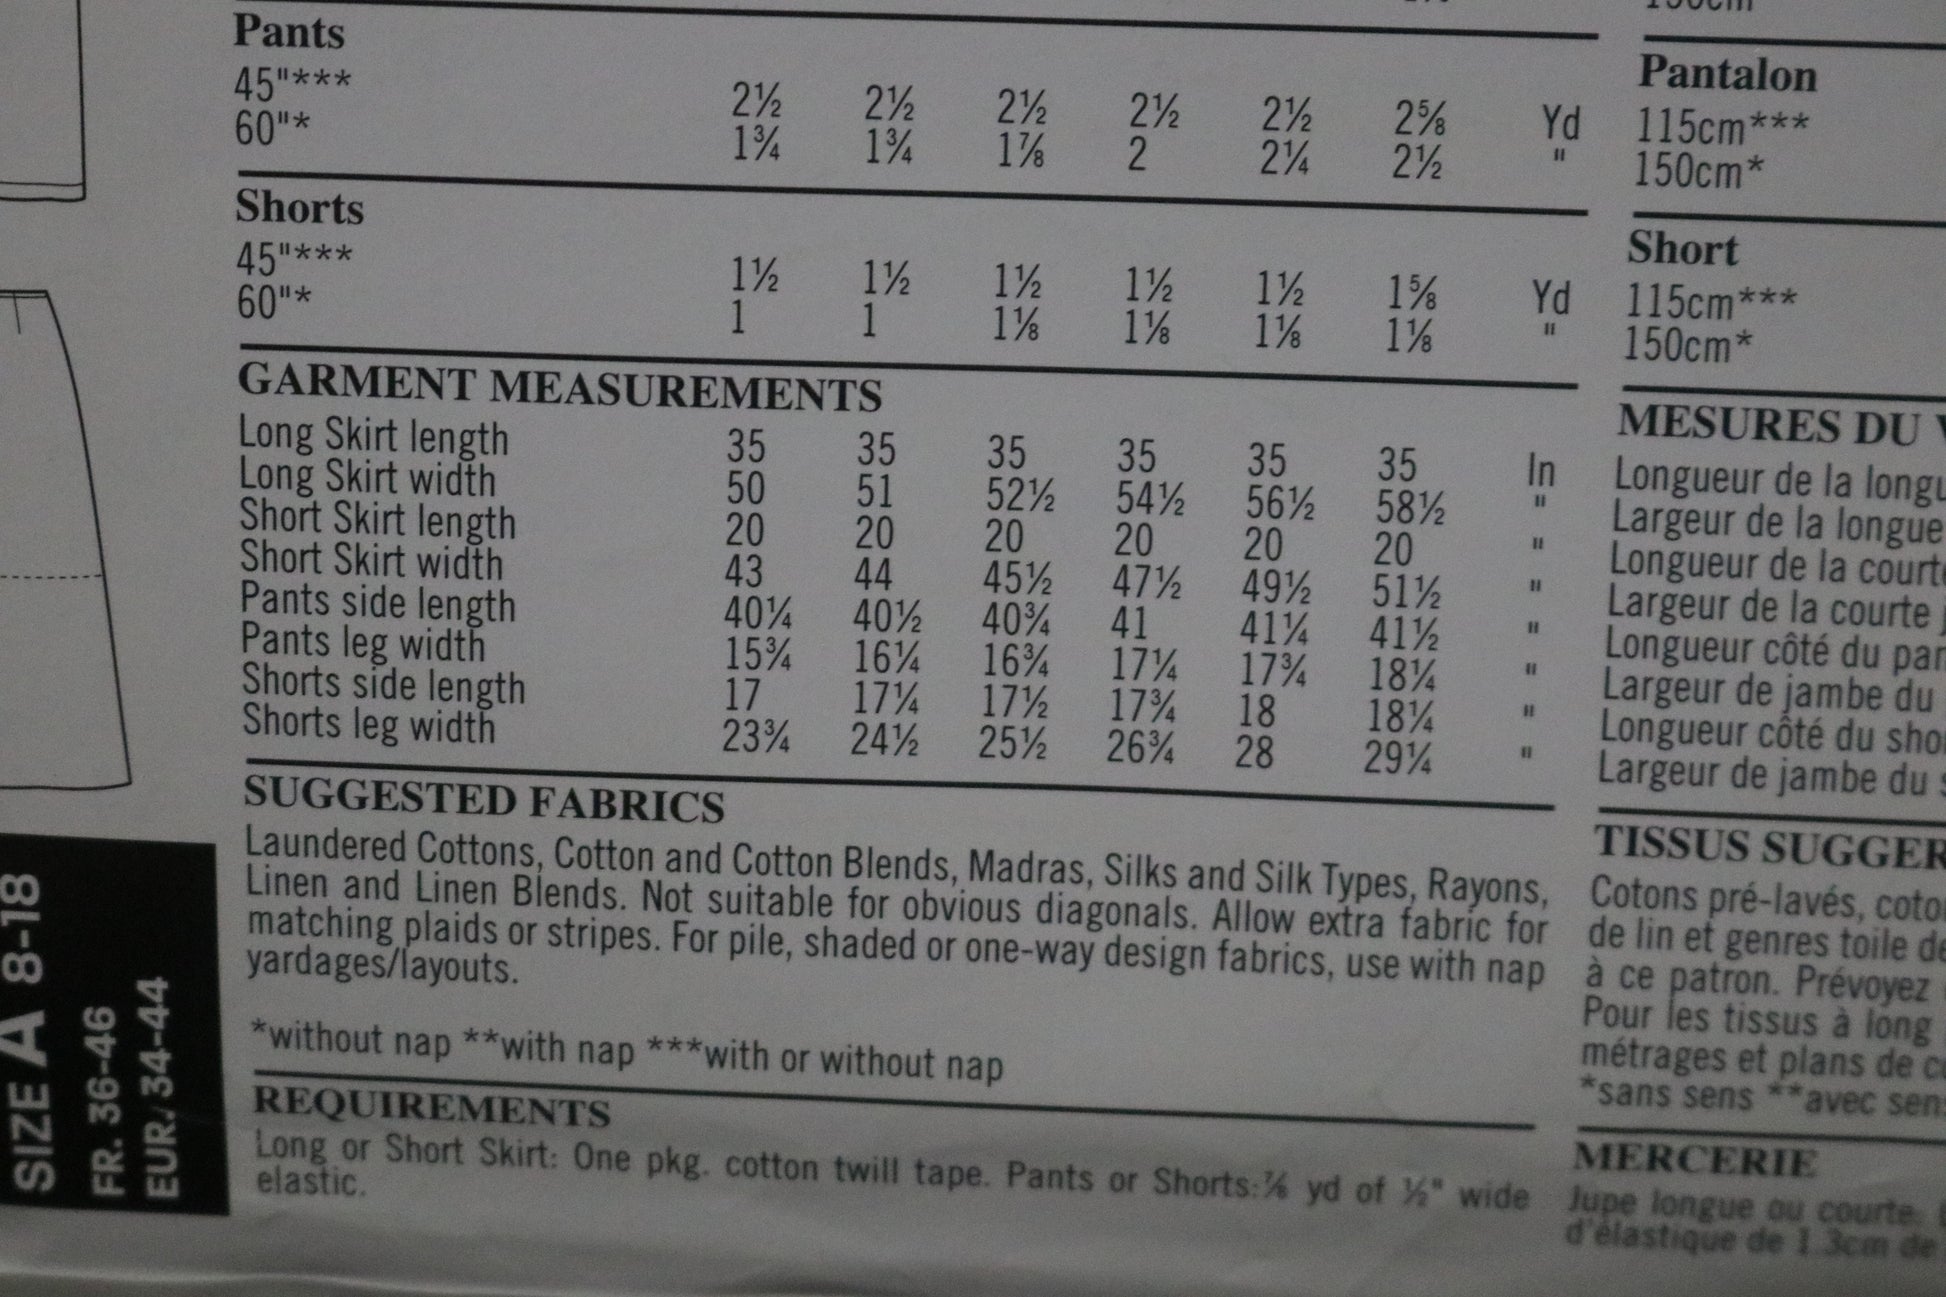 Pants
45"*** 2½ 2½ 2½ 2½ 2½ 2⅝ Yd
60"* 1¾ 1¾ 1⅞ 2 2¼ 2½ "
Shorts
45"*** 1½ 1½ 1½ 1½ 1½ 1⅝ Yd
60"* 1 1 1⅛ 1⅛ 1⅛ 1⅛ "
GARMENT MEASUREMENTS
Long Skirt length 35 35 35 35 35 35 In
Long Skirt width 50 51 52½ 54½ 56½ 58½ "
Short Skirt length 20 20 20 20 20 20 "
Short Skirt width 43 44 45½ 47½ 49½ 51½ "
Pants side length 40¼ 40½ 40¾ 41 41¼ 41½ "
Pants leg width 15¾ 16¼ 16¾ 17¼ 17¾ 18¼ "
Shorts side length 17 17¼ 17½ 17¾ 18 18¼ "
Shorts leg width 23¾ 24½ 25½ 26¾ 28 29¼ "
SUGGESTED FABRICS
Laundered Cottons, Cotton and Cotton Blends, Madras, Silks and Silk Types, Rayons,
Linen and Linen Blends. Not suitable for obvious diagonals. Allow extra fabric for
matching plaids or stripes. For pile, shaded or one-way design fabrics, use with nap
yardages/layouts.
*without nap **with nap ***with or without nap
REQUIREMENTS
Long or Short Skirt: One pkg. cotton twill tape. Pants or Shorts:⅞ yd of ½" wide
elastic.
Pantalon
115cm***
150cm*
Short
115cm***
150cm*
MESURES DU
Longueur de la
Largeur de la longue
Longueur de la
Largeur de la courte
Longueur côté du
Largeur de jambe du
Longueur côté du
Largeur de jambe du
TISSUS
Cotons pré-lavés,
de lin et genres toile
à ce patron. Prévoyez
Pour les tissus à long
métrages et plans de
*sans sens **avec
MERCERIE
Jupe longue ou courte:
d'élastique de 1.3cm de
SIZE A 8-18
FR. 36-46
EUR. 34-44